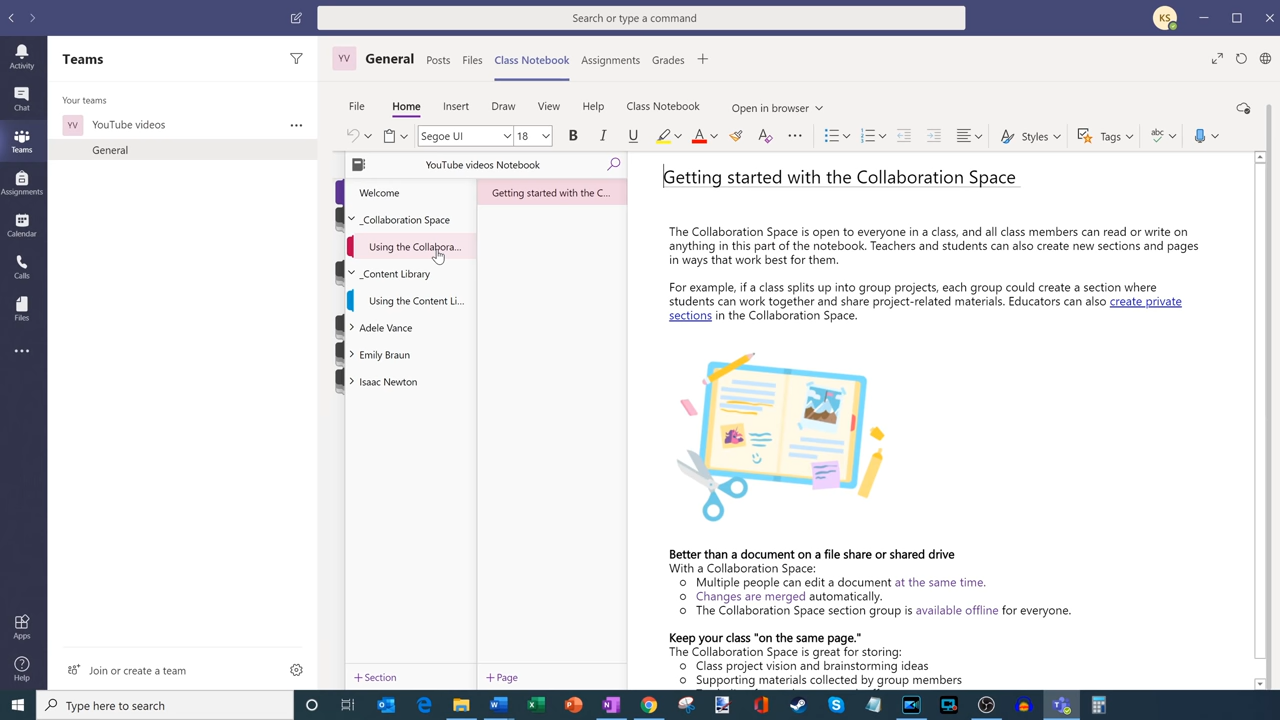 Search or type a command
KS
Activity
Chat
Teams
Assignments
Calendar
Calls
Files
Apps
Help
Teams
Your teams
YV YouTube videos
General
Join or create a team
YV General Posts Files Class Notebook Assignments Grades
File Home Insert Draw View Help Class Notebook Open in browser
Segoe UI 18 B I U A Styles Tags
YouTube videos Notebook
Welcome
_Collaboration Space
Using the Collabora...
_Content Library
Using the Content Li...
Adele Vance
Emily Braun
Isaac Newton
+ Section
Getting started with the C...
+ Page
Getting started with the Collaboration Space
The Collaboration Space is open to everyone in a class, and all class members can read or write on
anything in this part of the notebook. Teachers and students can also create new sections and pages
in ways that work best for them.
For example, if a class splits up into group projects, each group could create a section where
students can work together and share project-related materials. Educators can also create private
sections in the Collaboration Space.
Better than a document on a file share or shared drive
With a Collaboration Space:
o Multiple people can edit a document at the same time.
o Changes are merged automatically.
o The Collaboration Space section group is available offline for everyone.
Keep your class "on the same page."
The Collaboration Space is great for storing:
o Class project vision and brainstorming ideas
o Supporting materials collected by group members
Type here to search